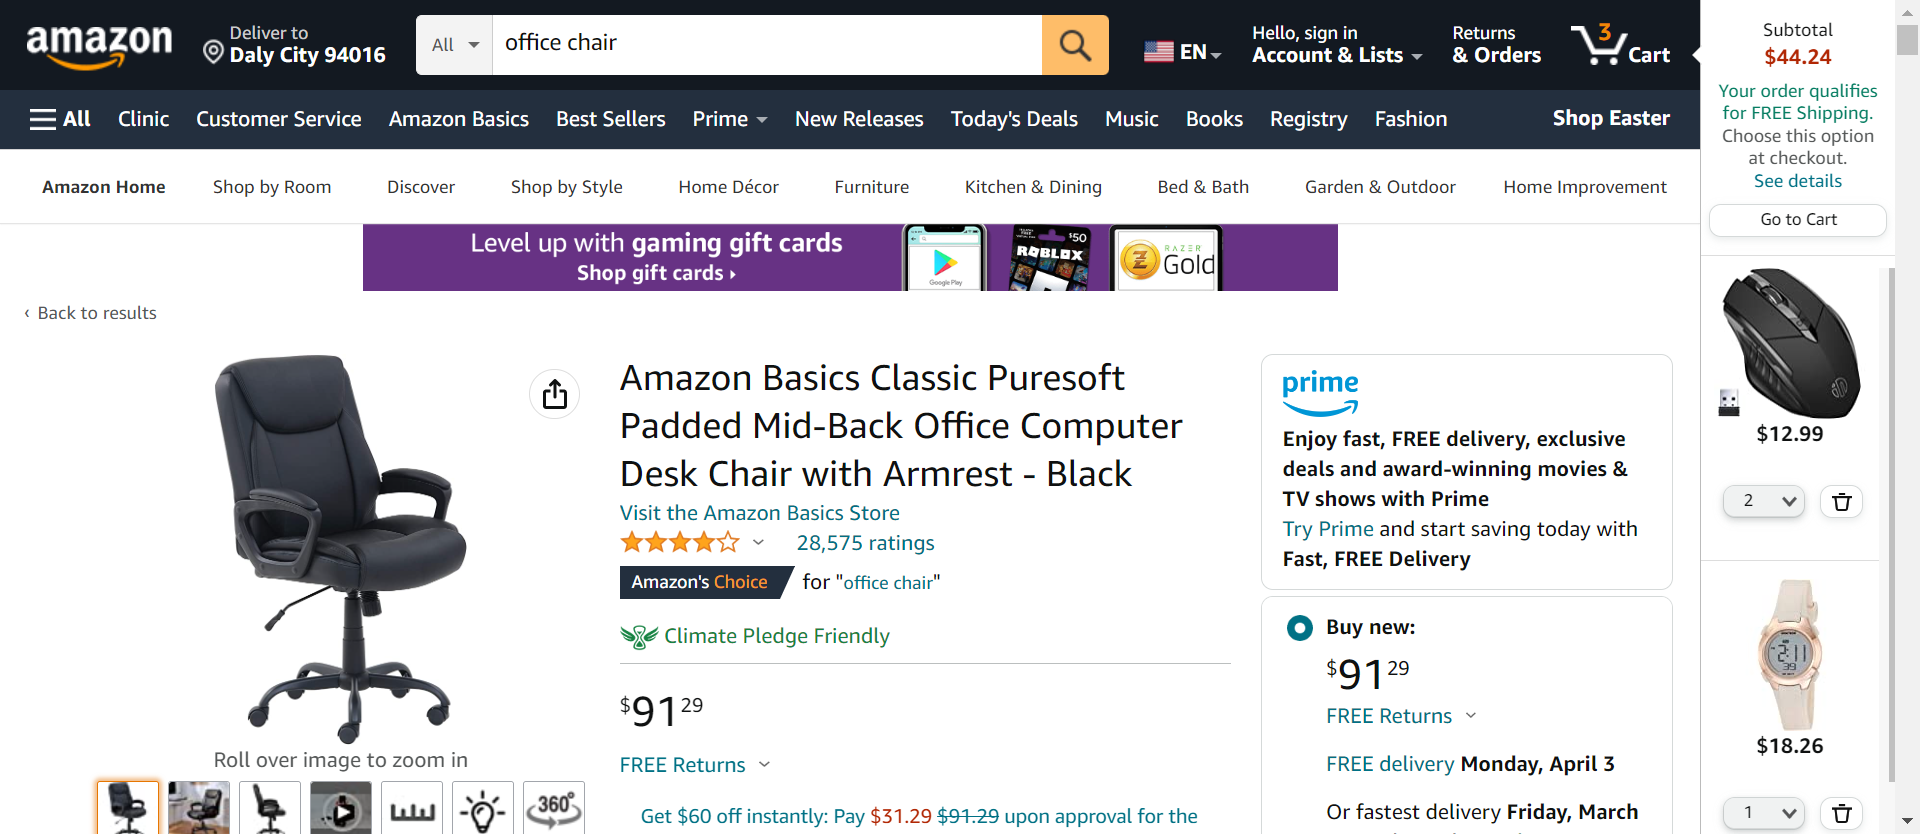 amazon
Deliver to
Daly City 94016
All
office chair
EN
Hello, sign in
Account & Lists
Returns
& Orders
3
Cart
All
Clinic
Customer Service
Amazon Basics
Best Sellers
Prime
New Releases
Today's Deals
Music
Books
Registry
Fashion
Shop Easter
Amazon Home
Shop by Room
Discover
Shop by Style
Home Décor
Furniture
Kitchen & Dining
Bed & Bath
Garden & Outdoor
Home Improvement
Level up with gaming gift cards
Shop gift cards ›
Google Play
$50
ROBLOX
RAZER
Gold
‹ Back to results
Roll over image to zoom in
360°
Amazon Basics Classic Puresoft
Padded Mid-Back Office Computer
Desk Chair with Armrest - Black
Visit the Amazon Basics Store
28,575 ratings
Amazon's Choice for "office chair"
Climate Pledge Friendly
$91 29
FREE Returns
Get $60 off instantly: Pay $31.29 $91.29 upon approval for the
prime
Enjoy fast, FREE delivery, exclusive
deals and award-winning movies &
TV shows with Prime
Try Prime and start saving today with
Fast, FREE Delivery
Buy new:
$91 29
FREE Returns
FREE delivery Monday, April 3
Or fastest delivery Friday, March
Subtotal
$44.24
Your order qualifies
for FREE Shipping.
Choose this option
at checkout.
See details
Go to Cart
$12.99
2
2:11
39
$18.26
1